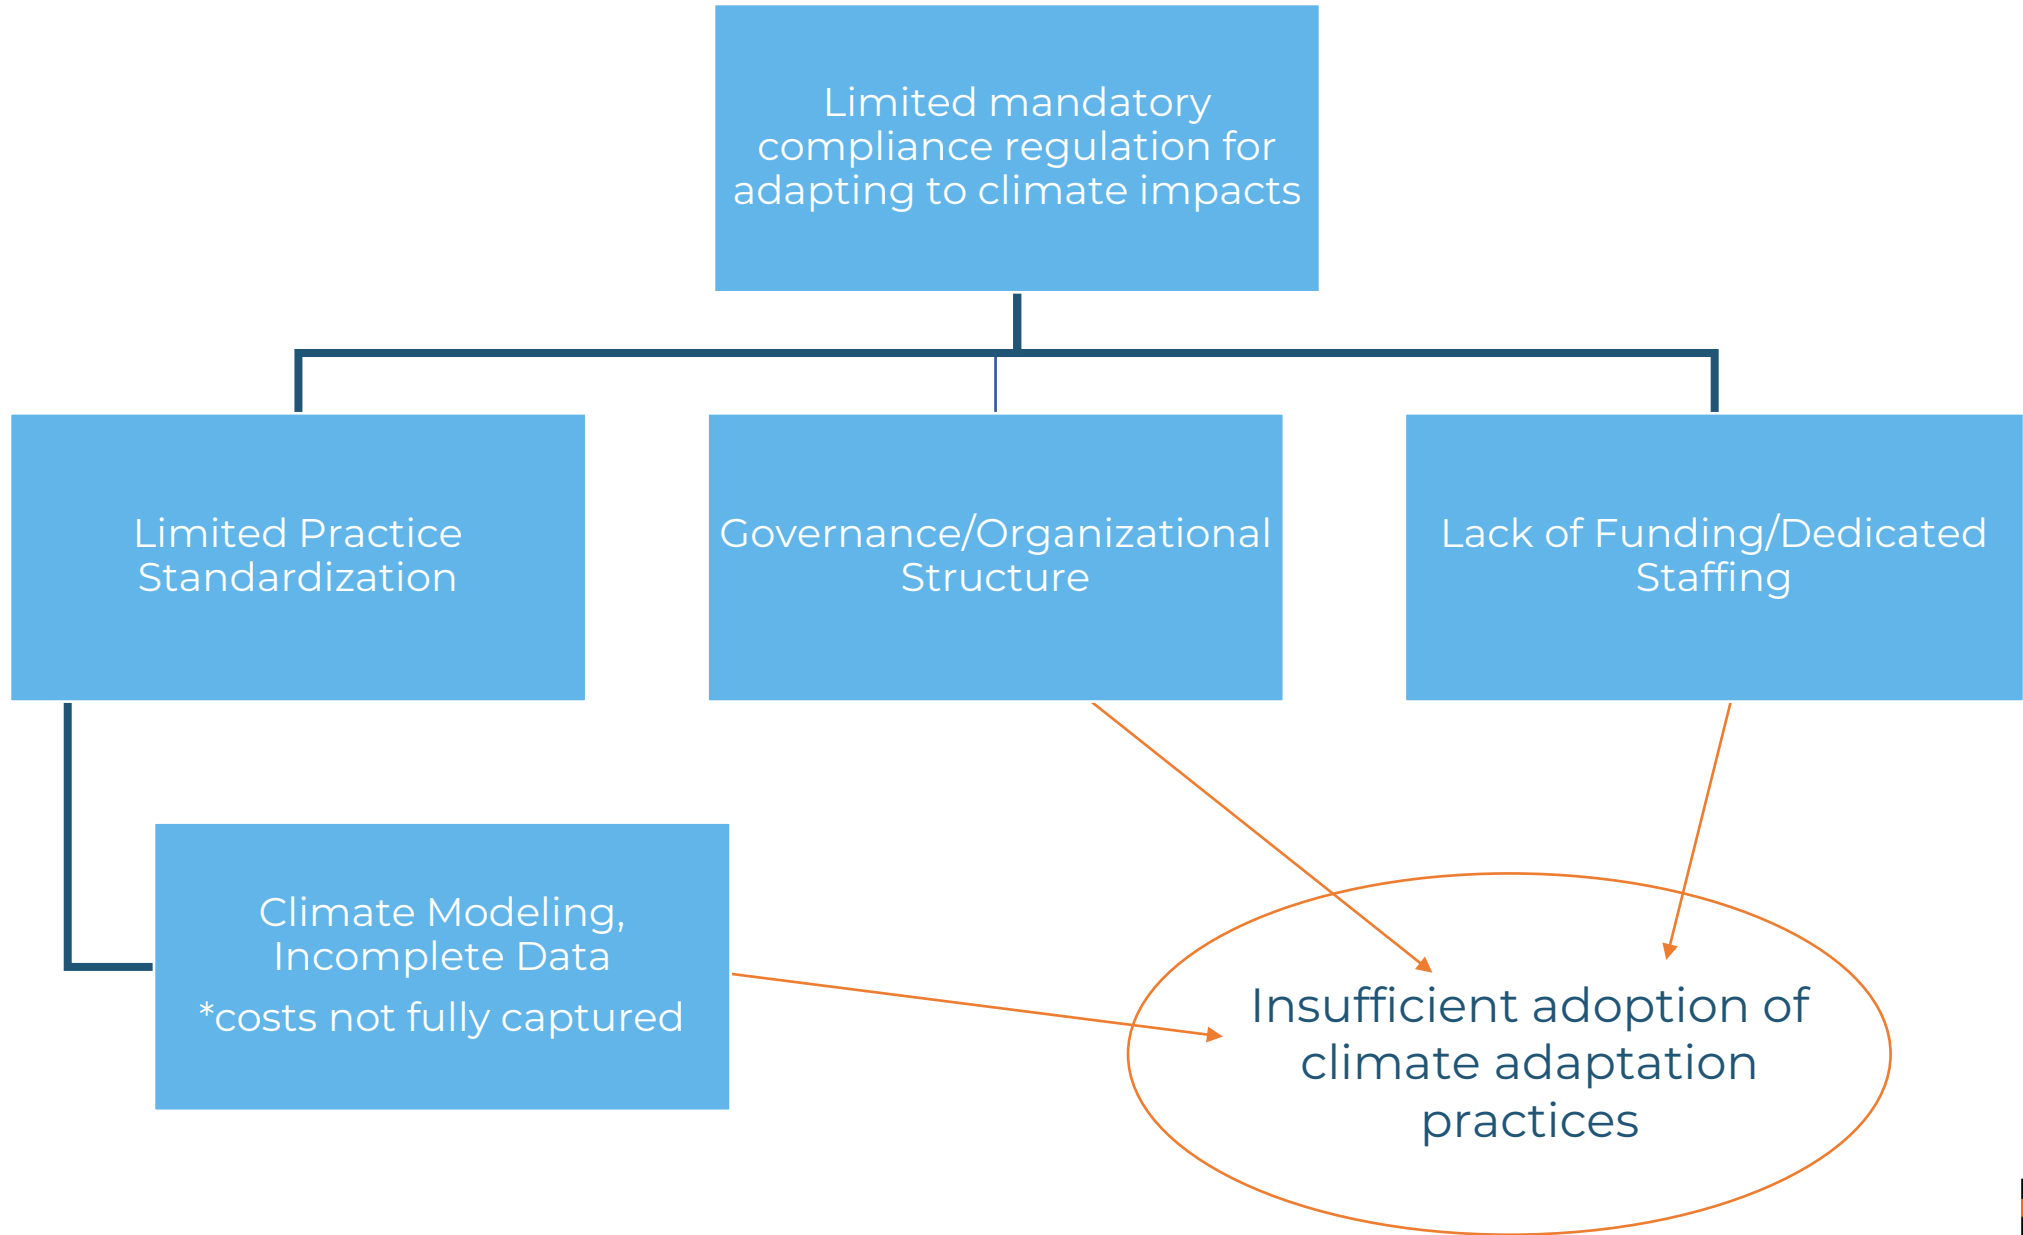 Limited mandatory
compliance regulation for
adapting to climate impacts
Limited Practice
Standardization
Governance/Organizational
Structure
Lack of Funding/Dedicated
Staffing
Climate Modeling,
Incomplete Data
*costs not fully captured
Insufficient adoption of
climate adaptation
practices